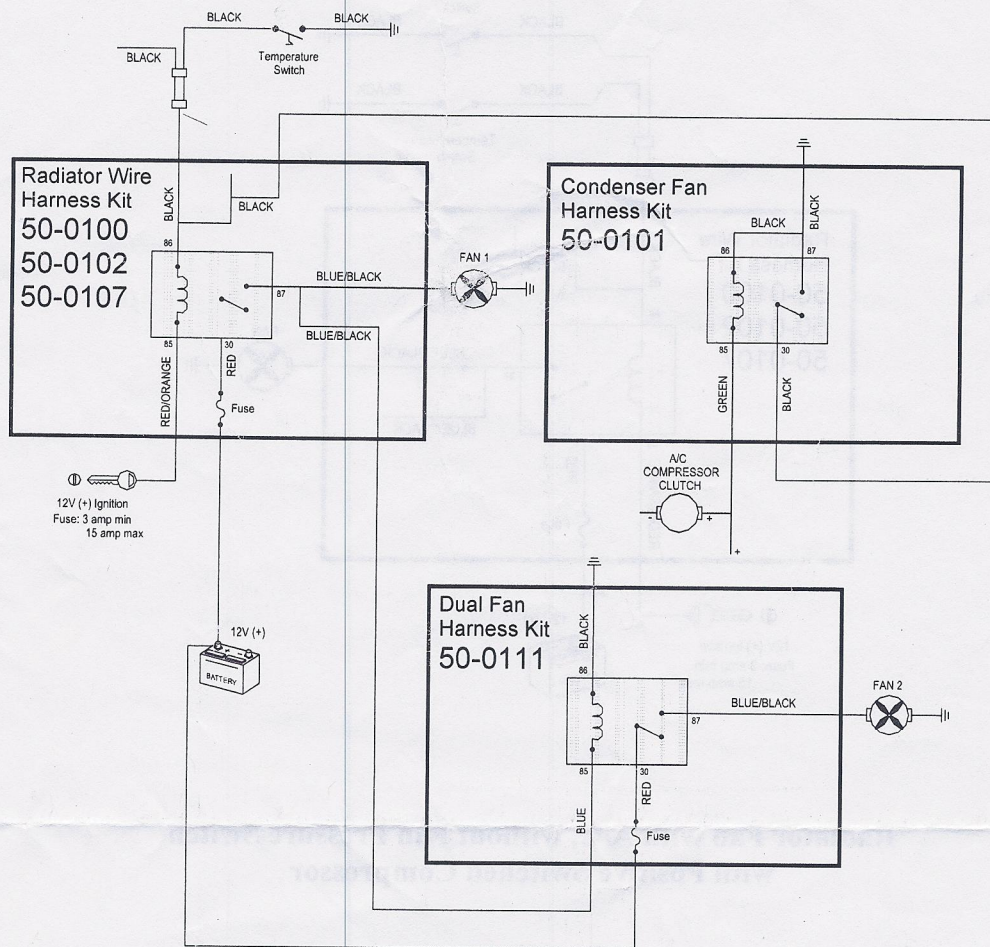 BLACK
BLACK
BLACK
Temperature
Switch
Radiator Wire
Harness Kit
50-0100
50-0102
50-0107
BLACK
BLACK
86
BLUE/BLACK
87
BLUE/BLACK
85
30
RED/ORANGE
RED
Fuse
FAN 1
12V (+) Ignition
Fuse: 3 amp min
15 amp max
Condenser Fan
Harness Kit
50-0101
BLACK
BLACK
86
87
85
30
GREEN
BLACK
A/C
COMPRESSOR
CLUTCH
-
+
+
12V (+)
+ -
BATTERY
Dual Fan
Harness Kit
50-0111
BLACK
86
BLUE/BLACK
87
85
30
BLUE
RED
Fuse
FAN 2